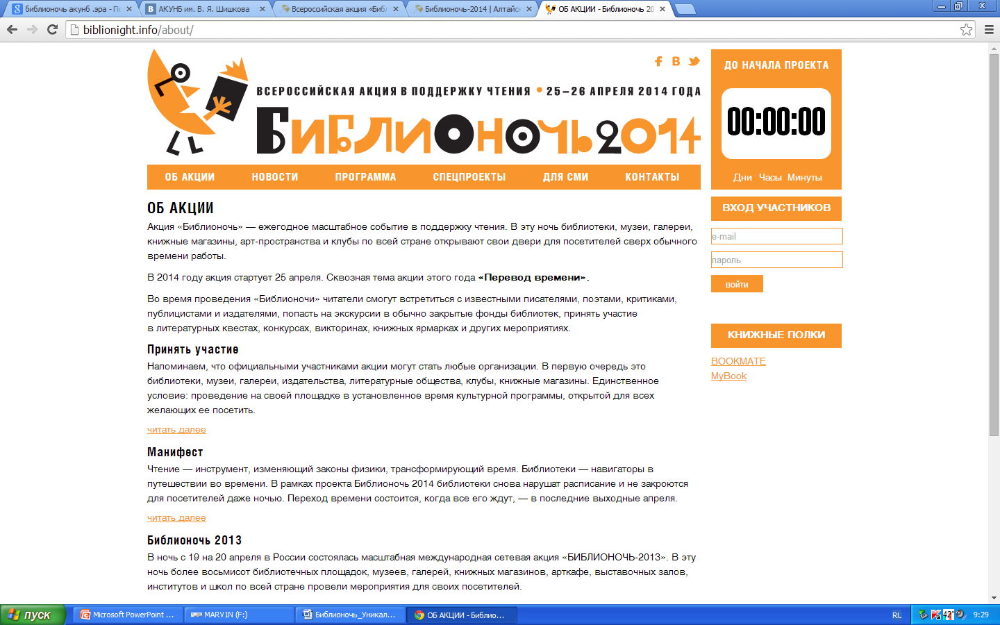 библионочь акунб .эра - По
АКУНБ им. В. Я. Шишкова
Всероссийская акция «Библ
Библионочь-2014 | Алтайск
ОБ АКЦИИ - Библионочь 20
biblionight.info/about/
ВСЕРОССИЙСКАЯ АКЦИЯ В ПОДДЕРЖКУ ЧТЕНИЯ • 25–26 АПРЕЛЯ 2014 ГОДА
БИБЛИОНОЧЬ2014
ДО НАЧАЛА ПРОЕКТА
00:00:00
Дни Часы Минуты
ОБ АКЦИИ НОВОСТИ ПРОГРАММА СПЕЦПРОЕКТЫ ДЛЯ СМИ КОНТАКТЫ
ОБ АКЦИИ
Акция «Библионочь» — ежегодное масштабное событие в поддержку чтения. В эту ночь библиотеки, музеи, галереи,
книжные магазины, арт-пространства и клубы по всей стране открывают свои двери для посетителей сверх обычного
времени работы.
В 2014 году акция стартует 25 апреля. Сквозная тема акции этого года «Перевод времени».
Во время проведения «Библионочи» читатели смогут встретиться с известными писателями, поэтами, критиками,
публицистами и издателями, попасть на экскурсии в обычно закрытые фонды библиотек, принять участие
в литературных квестах, конкурсах, викторинах, книжных ярмарках и других мероприятиях.
Принять участие
Напоминаем, что официальными участниками акции могут стать любые организации. В первую очередь это
библиотеки, музеи, галереи, издательства, литературные общества, клубы, книжные магазины. Единственное
условие: проведение на своей площадке в установленное время культурной программы, открытой для всех
желающих ее посетить.
читать далее
Манифест
Чтение — инструмент, изменяющий законы физики, трансформирующий время. Библиотеки — навигаторы в
путешествии во времени. В рамках проекта Библионочь 2014 библиотеки снова нарушат расписание и не закроются
для посетителей даже ночью. Переход времени состоится, когда все его ждут, — в последние выходные апреля.
читать далее
Библионочь 2013
В ночь с 19 на 20 апреля в России состоялась масштабная международная сетевая акция «БИБЛИОНОЧЬ-2013». В эту
ночь более восьмисот библиотечных площадок, музеев, галерей, книжных магазинов, арткафе, выставочных залов,
институтов и школ по всей стране провели мероприятия для своих посетителей.
ВХОД УЧАСТНИКОВ
e-mail
пароль
войти
КНИЖНЫЕ ПОЛКИ
BOOKMATE
MyBook
пуск
Microsoft PowerPoint ...
MARV1N (F:)
Библионочь_Уникал...
ОБ АКЦИИ - Библио...
RU
42°
9:29